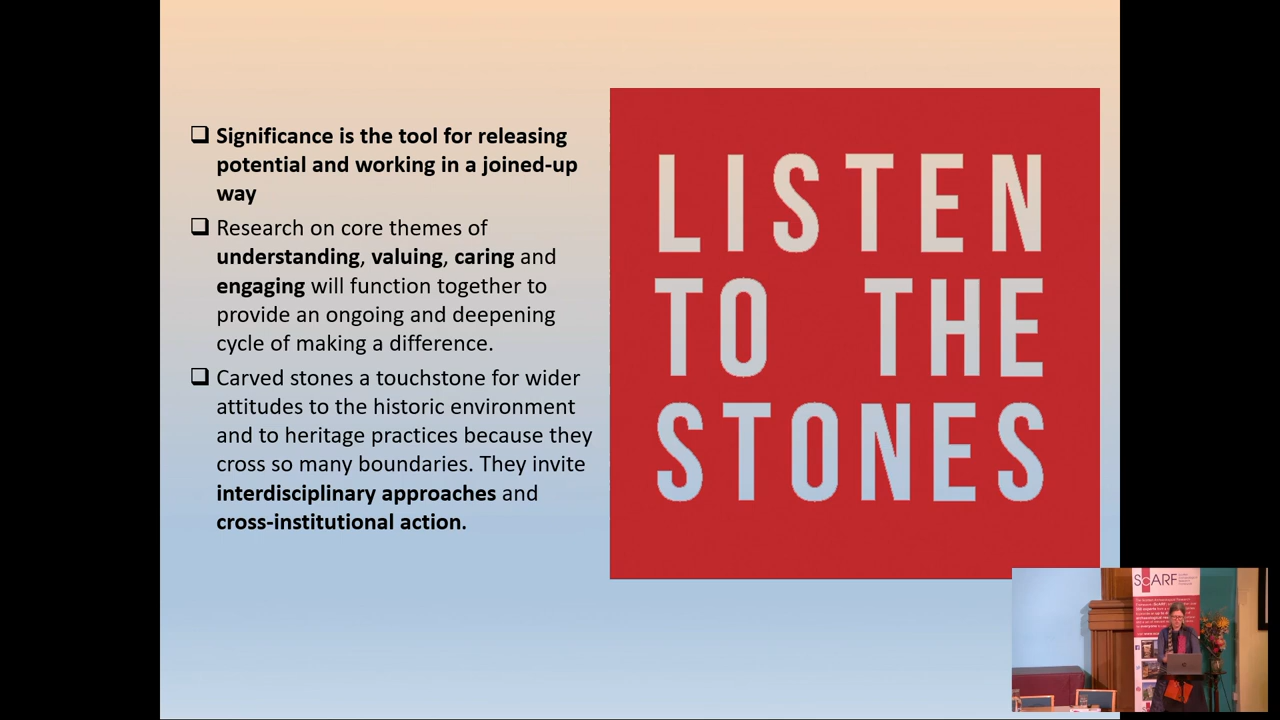 Significance is the tool for releasing
potential and working in a joined-up
way
Research on core themes of
understanding, valuing, caring and
engaging will function together to
provide an ongoing and deepening
cycle of making a difference.
Carved stones a touchstone for wider
attitudes to the historic environment
and to heritage practices because they
cross so many boundaries. They invite
interdisciplinary approaches and
cross-institutional action.
LISTEN
TO THE
STONES
ScARF